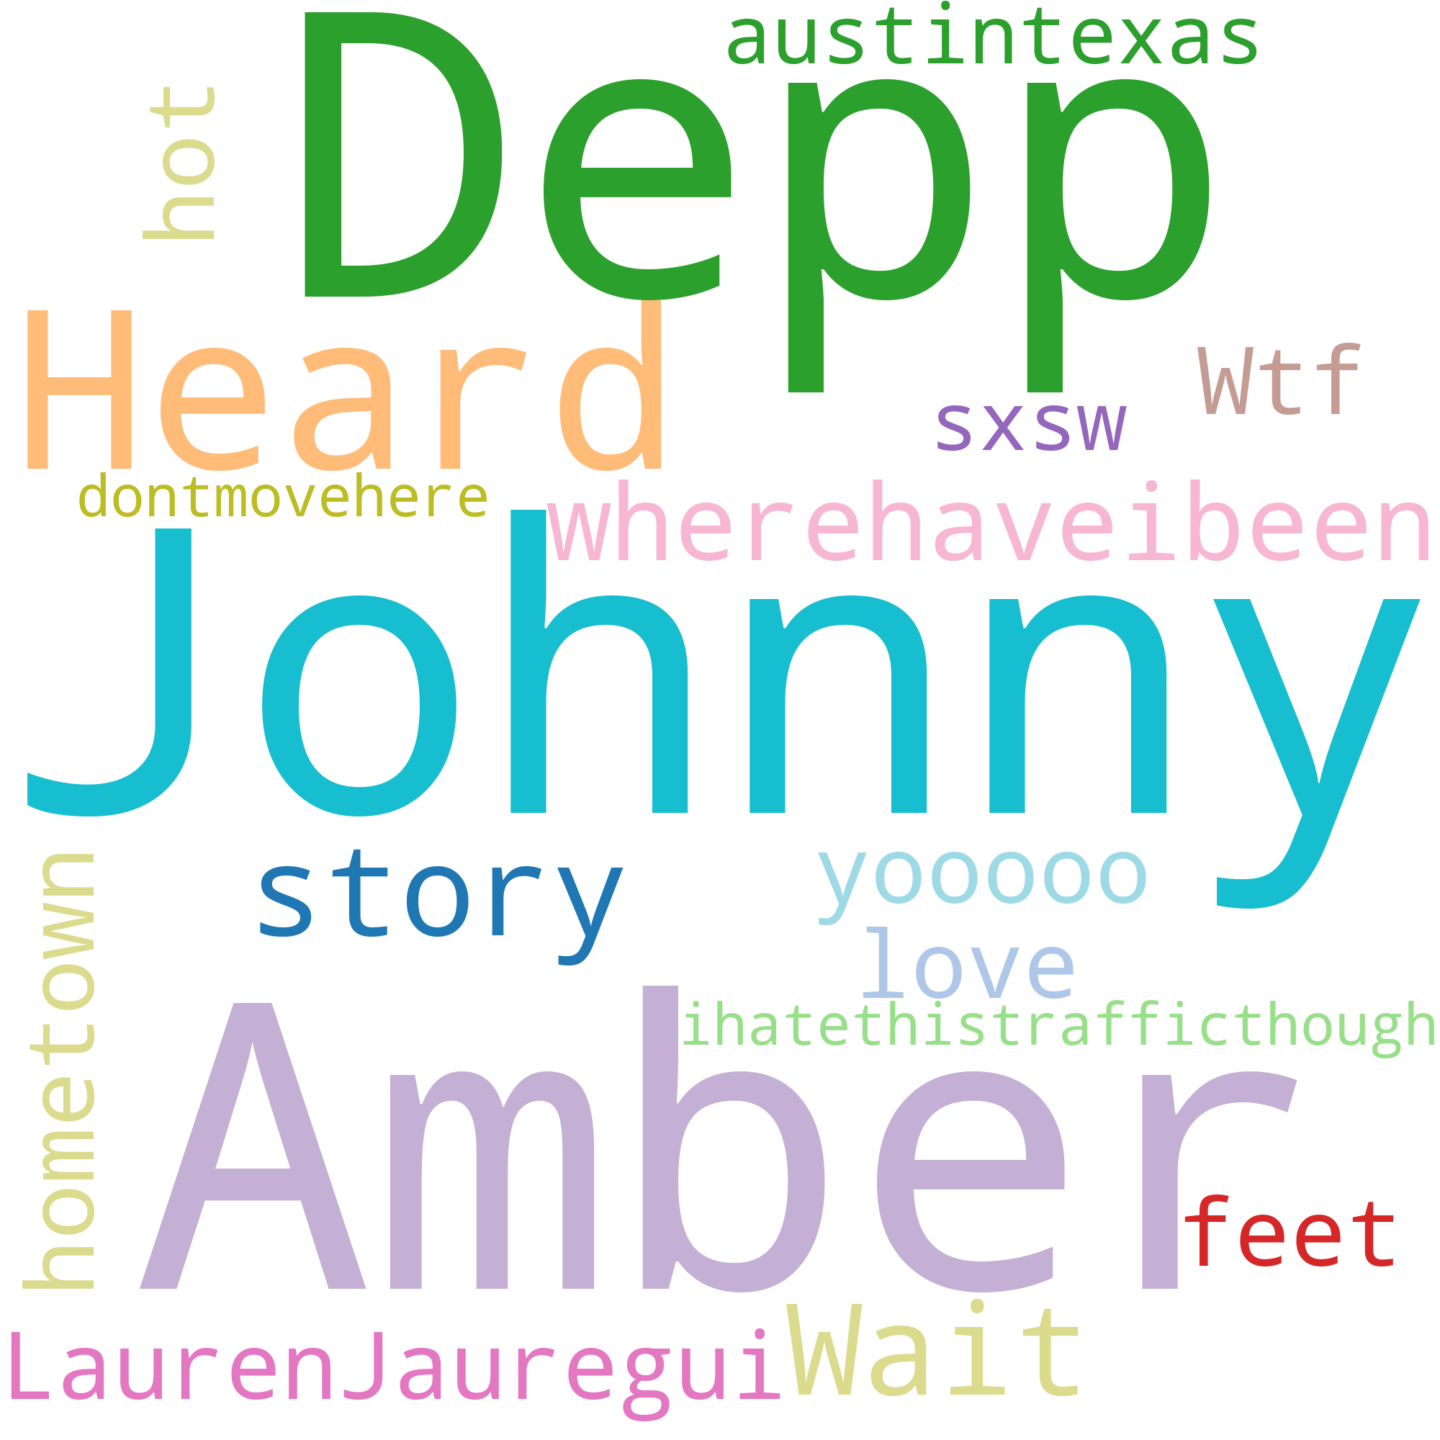 austintexas
Depp
hot
Heard
Wtf
sxsw
dontmovehere
wherehaveibeen
Johnny
story
yooooo
love
hometown
ihatethistrafficthough
Amber
feet
Wait
LaurenJauregui